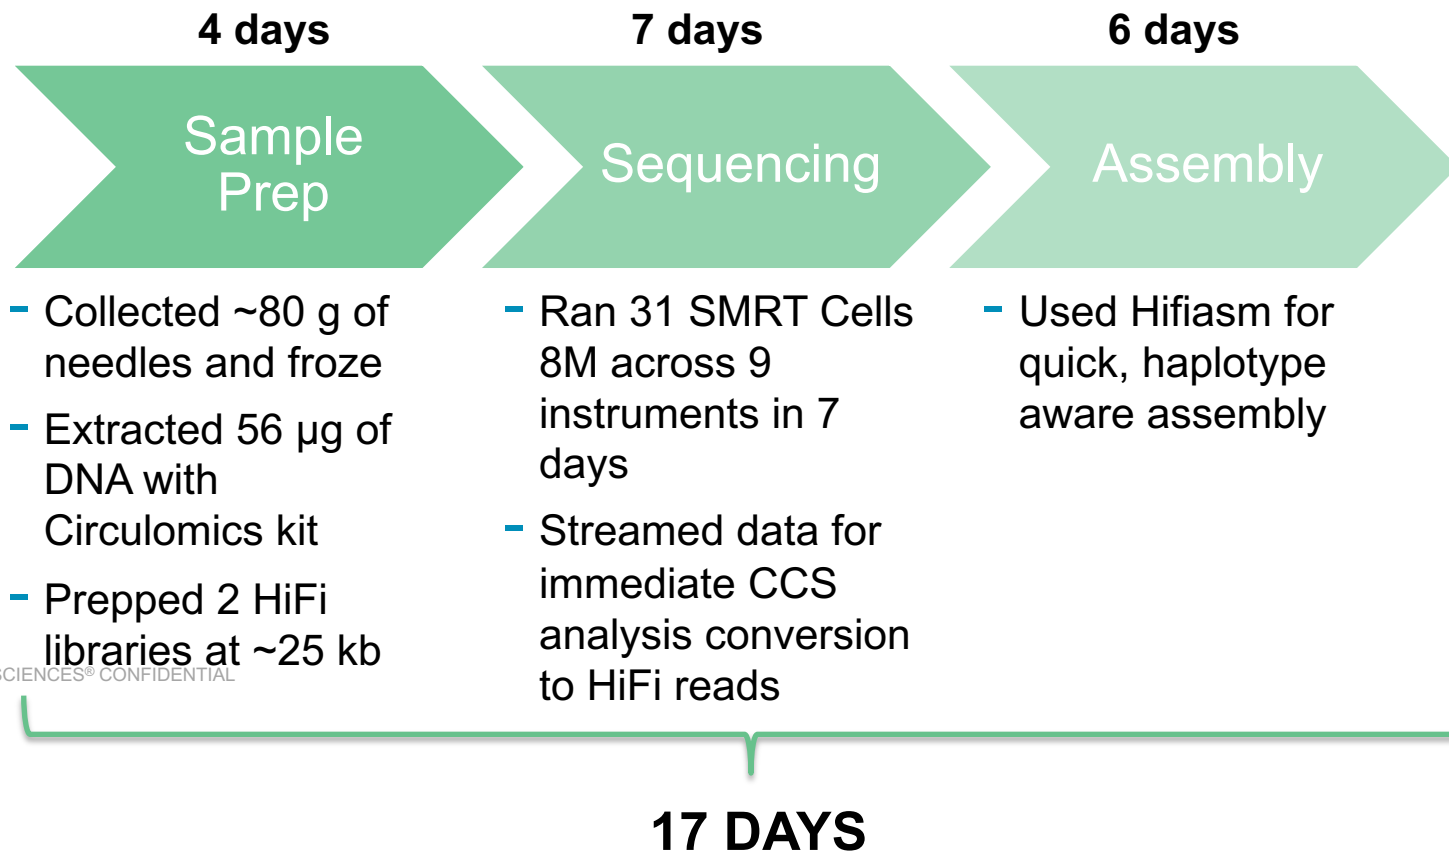 4 days
7 days
6 days
Sample
Prep
Sequencing
Assembly
- Collected ~80 g of
needles and froze
- Extracted 56 µg of
DNA with
Circulomics kit
- Prepped 2 HiFi
libraries at ~25 kb
- Ran 31 SMRT Cells
8M across 9
instruments in 7
days
- Streamed data for
immediate CCS
analysis conversion
to HiFi reads
- Used Hifiasm for
quick, haplotype
aware assembly
SCIENCES® CONFIDENTIAL
17 DAYS